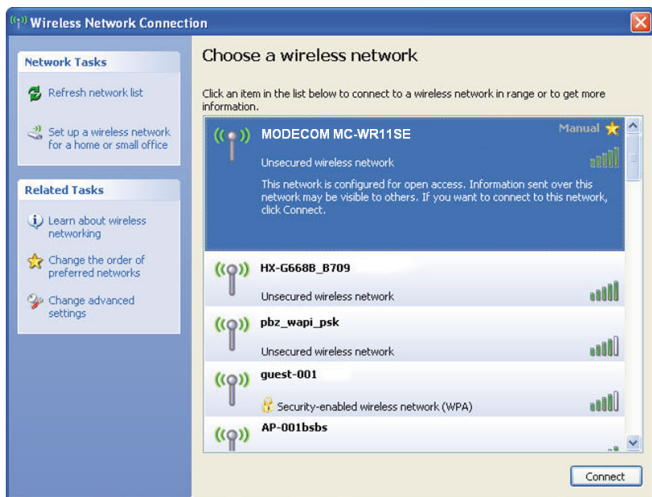 Wireless Network Connection
Network Tasks
Refresh network list
Set up a wireless network
for a home or small office
Related Tasks
Learn about wireless
networking
Change the order of
preferred networks
Change advanced
settings
Choose a wireless network
Click an item in the list below to connect to a wireless network in range or to get more
information.
MODECOM MC-WR11SE
Manual
Unsecured wireless network
This network is configured for open access. Information sent over this
network may be visible to others. If you want to connect to this network,
click Connect.
HX-G668B_B709
Unsecured wireless network
pbz_wapi_psk
Unsecured wireless network
guest-001
Security-enabled wireless network (WPA)
AP-001bsbs
Connect